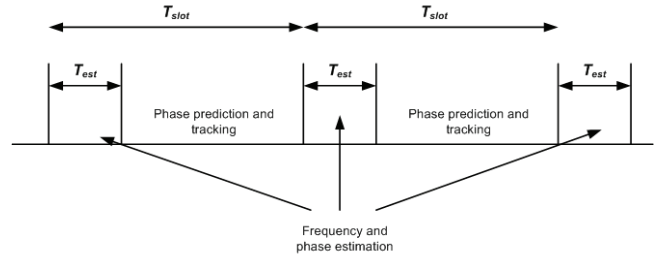 T_slot T_slot
T_est T_est T_est
Phase prediction and Phase prediction and
tracking tracking
Frequency and
phase estimation